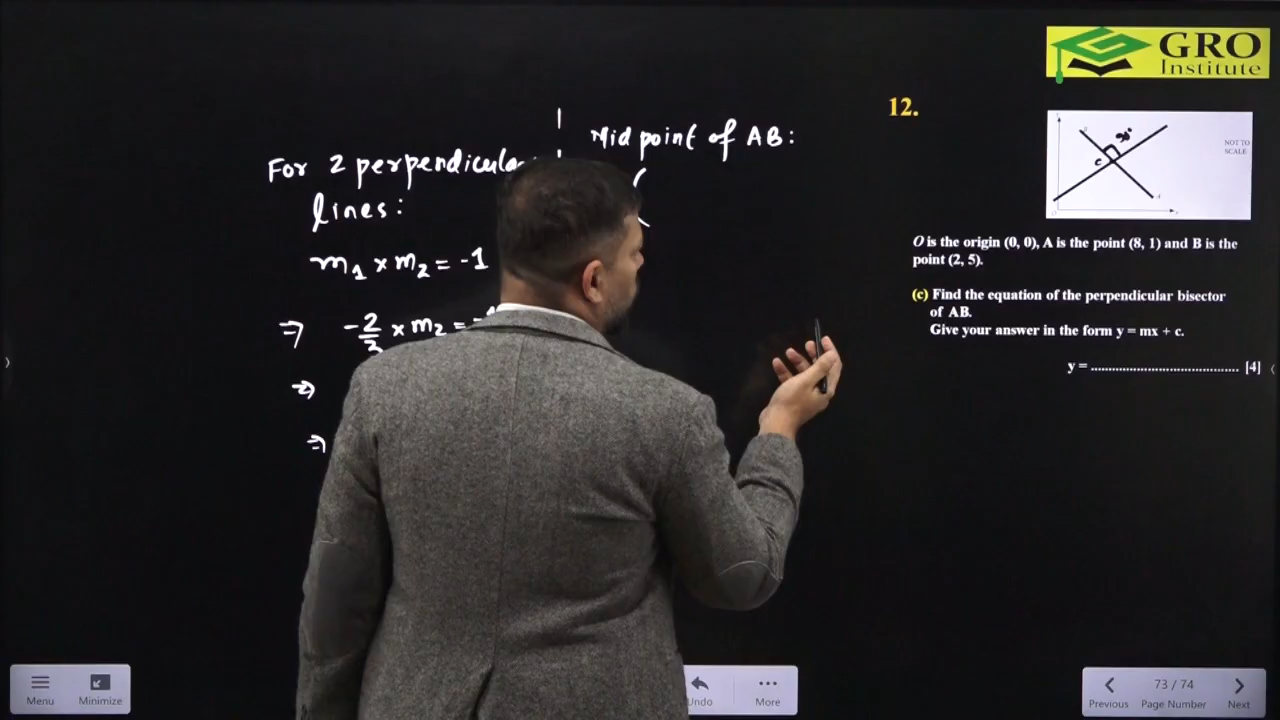 GRO
Institute
12.
NOT TO
SCALE
O is the origin (0, 0), A is the point (8, 1) and B is the
point (2, 5).
(c) Find the equation of the perpendicular bisector
of AB.
Give your answer in the form y = mx + c.
y = ........................................ [4]
For 2 perpendicula
lines:
m₁ × m₂ = -1
⇒ -2/3 × m₂ =
⇒
⇒
Mid point of AB:
(
Menu
Minimize
Undo
More
Previous
73 / 74
Page Number
Next